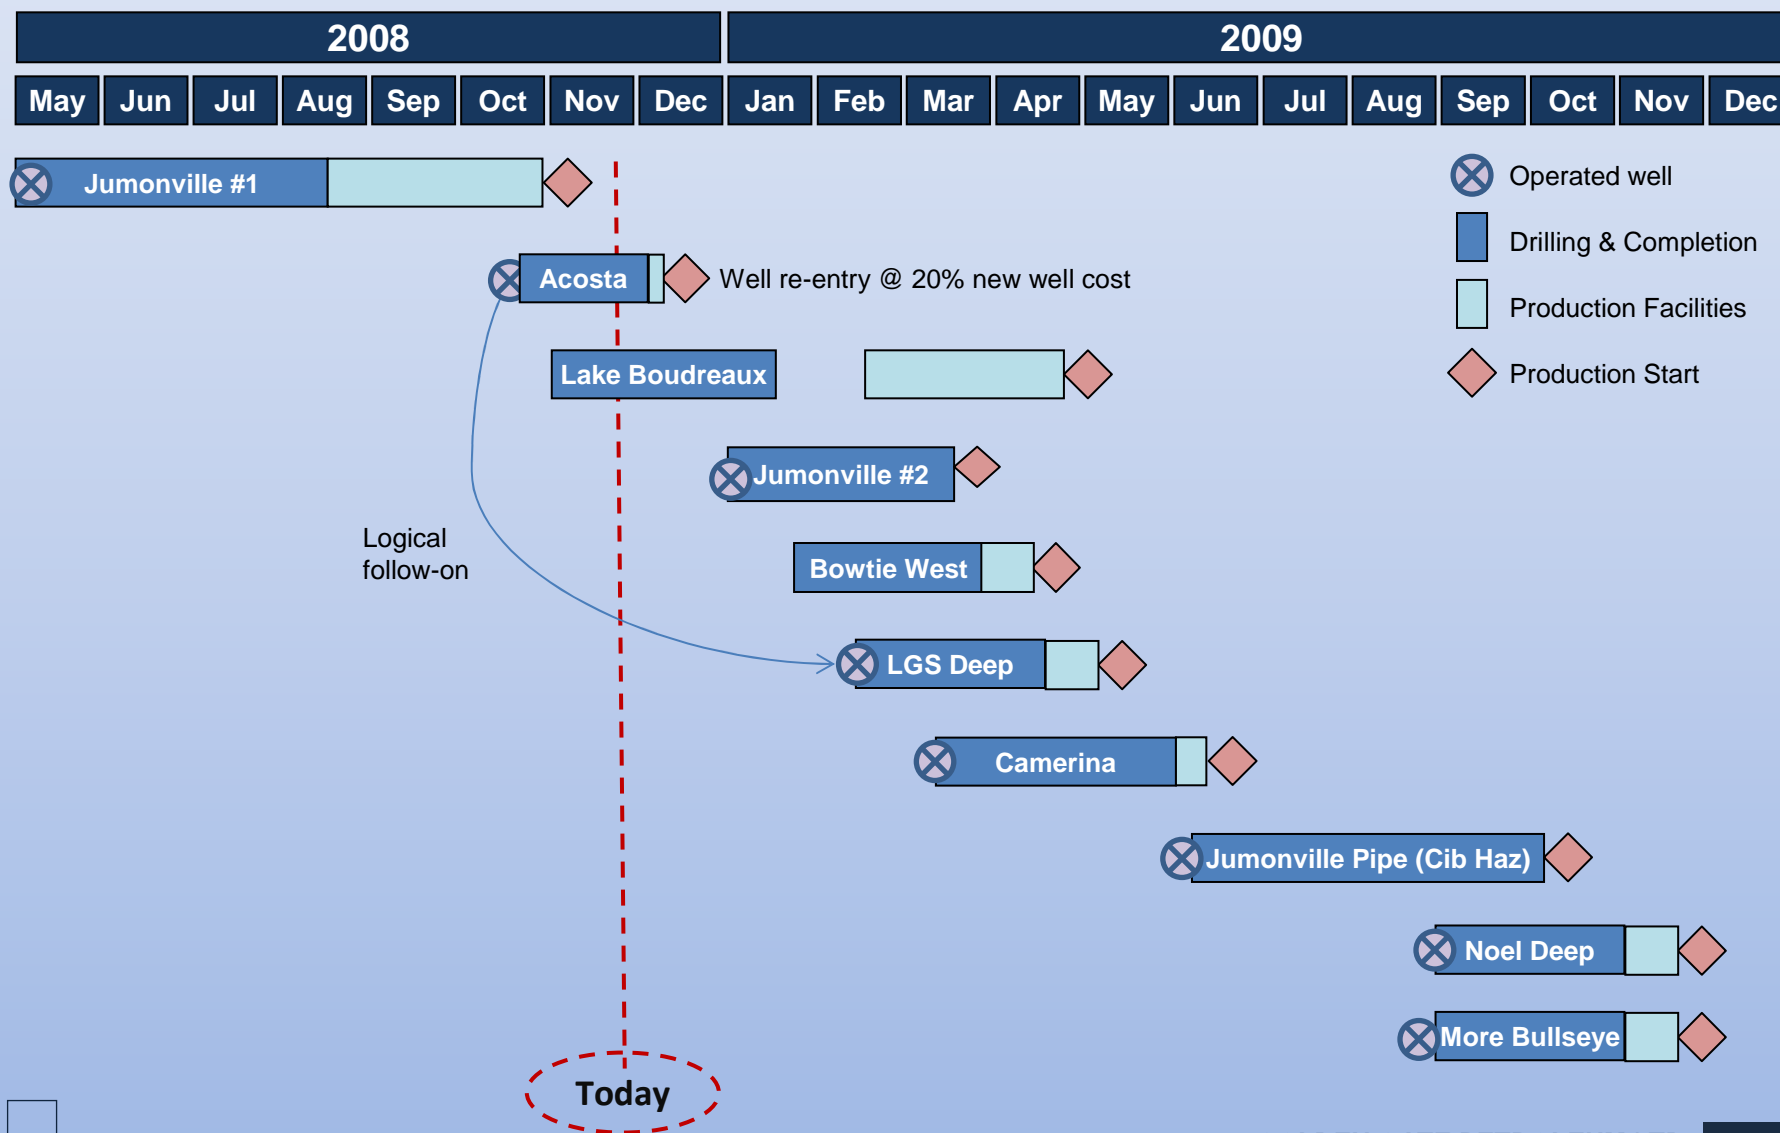 2008 2009
May Jun Jul Aug Sep Oct Nov Dec Jan Feb Mar Apr May Jun Jul Aug Sep Oct Nov Dec
Jumonville #1
Operated well
Drilling & Completion
Production Facilities
Production Start
Acosta
Well re-entry @ 20% new well cost
Lake Boudreaux
Jumonville #2
Logical
follow-on
Bowtie West
LGS Deep
Camerina
Jumonville Pipe (Cib Haz)
Noel Deep
More Bullseye
Today